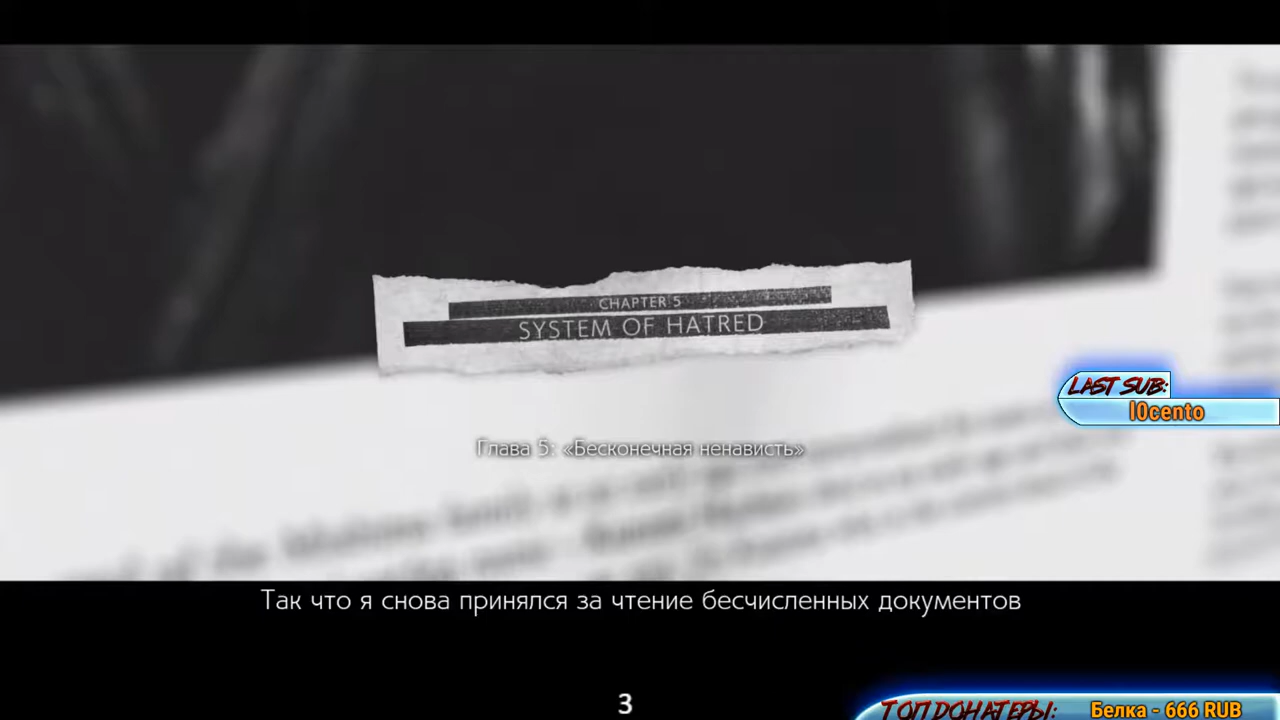 CHAPTER 5
SYSTEM OF HATRED
LAST SUB:
l0cento
Глава 5: «Бесконечная ненависть»
Так что я снова принялся за чтение бесчисленных документов
3
ТОП ДОНАТЕРЫ:
Белка - 666 RUB